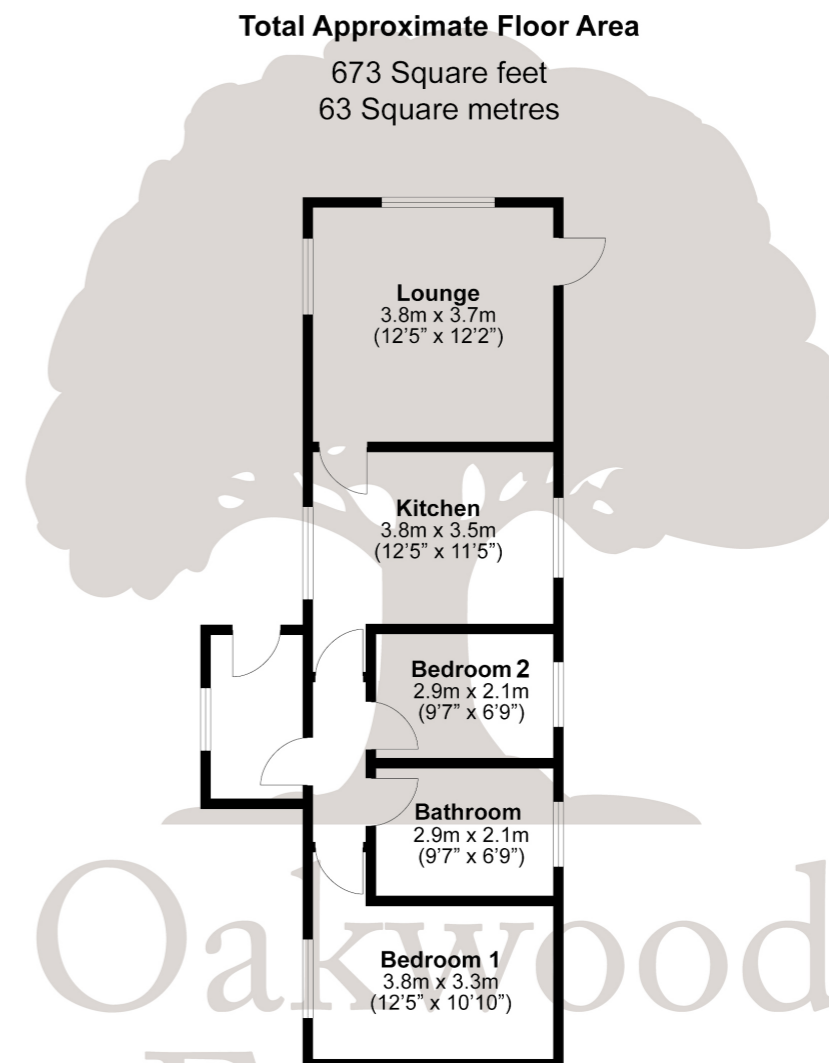 Total Approximate Floor Area
673 Square feet
63 Square metres
Lounge
3.8m x 3.7m
(12’5” x 12’2”)
Kitchen
3.8m x 3.5m
(12’5” x 11’5”)
Bedroom 2
2.9m x 2.1m
(9’7” x 6’9”)
Bathroom
2.9m x 2.1m
(9’7” x 6’9”)
Oakwood
Bedroom 1
3.8m x 3.3m
(12’5” x 10’10”)